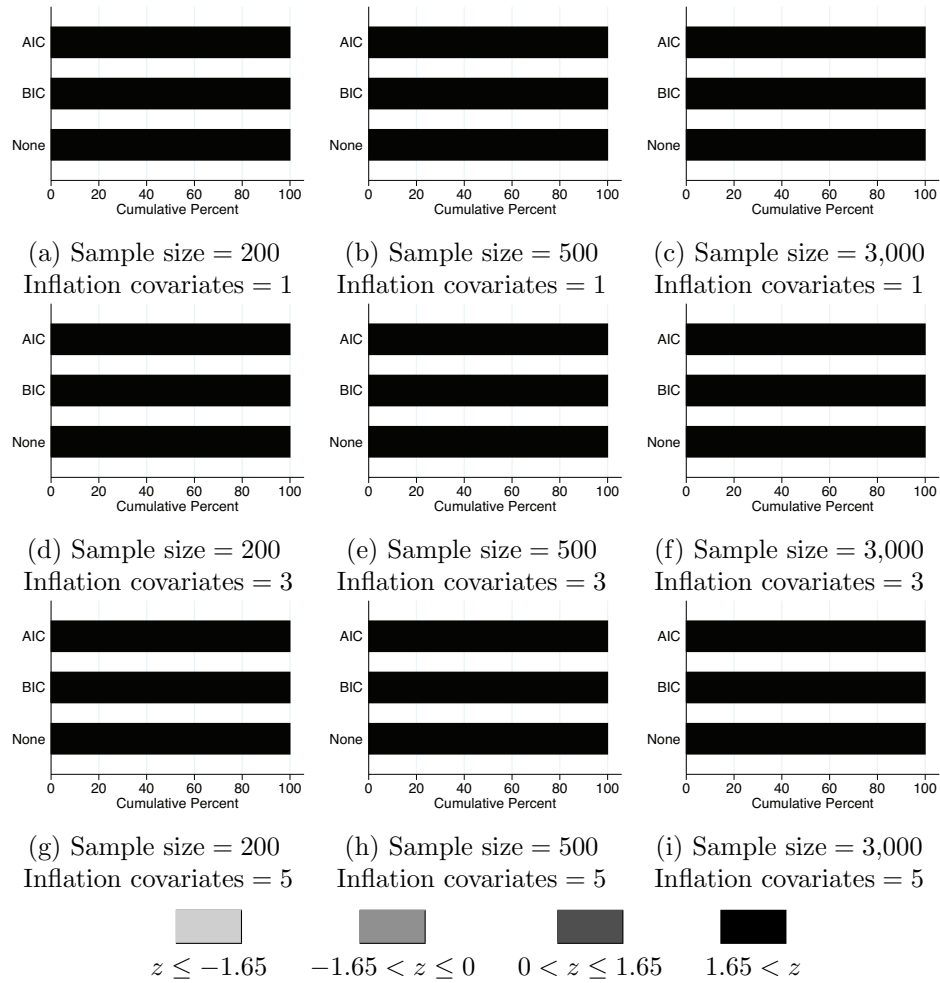 AIC AIC AIC
BIC BIC BIC
None None None
0 20 40 60 80 100 0 20 40 60 80 100 0 20 40 60 80 100
Cumulative Percent Cumulative Percent Cumulative Percent
(a) Sample size = 200 (b) Sample size = 500 (c) Sample size = 3,000
Inflation covariates = 1 Inflation covariates = 1 Inflation covariates = 1
AIC AIC AIC
BIC BIC BIC
None None None
0 20 40 60 80 100 0 20 40 60 80 100 0 20 40 60 80 100
Cumulative Percent Cumulative Percent Cumulative Percent
(d) Sample size = 200 (e) Sample size = 500 (f) Sample size = 3,000
Inflation covariates = 3 Inflation covariates = 3 Inflation covariates = 3
AIC AIC AIC
BIC BIC BIC
None None None
0 20 40 60 80 100 0 20 40 60 80 100 0 20 40 60 80 100
Cumulative Percent Cumulative Percent Cumulative Percent
(g) Sample size = 200 (h) Sample size = 500 (i) Sample size = 3,000
Inflation covariates = 5 Inflation covariates = 5 Inflation covariates = 5
z ≤ −1.65 −1.65 < z ≤ 0 0 < z ≤ 1.65 1.65 < z